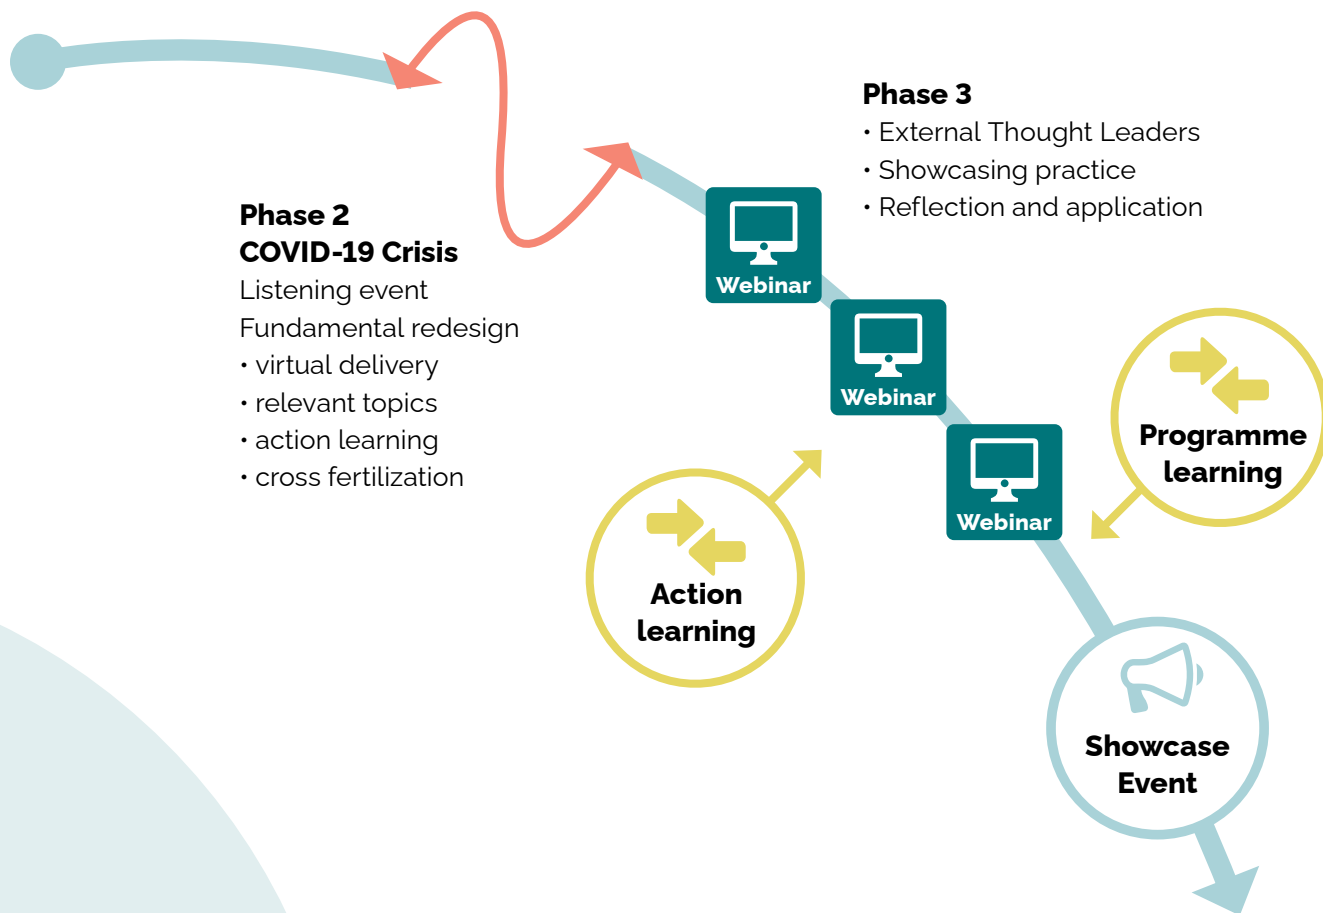 Phase 2
COVID-19 Crisis
Listening event
Fundamental redesign
• virtual delivery
• relevant topics
• action learning
• cross fertilization
Phase 3
• External Thought Leaders
• Showcasing practice
• Reflection and application
Webinar
Webinar
Webinar
Action
learning
Programme
learning
Showcase
Event